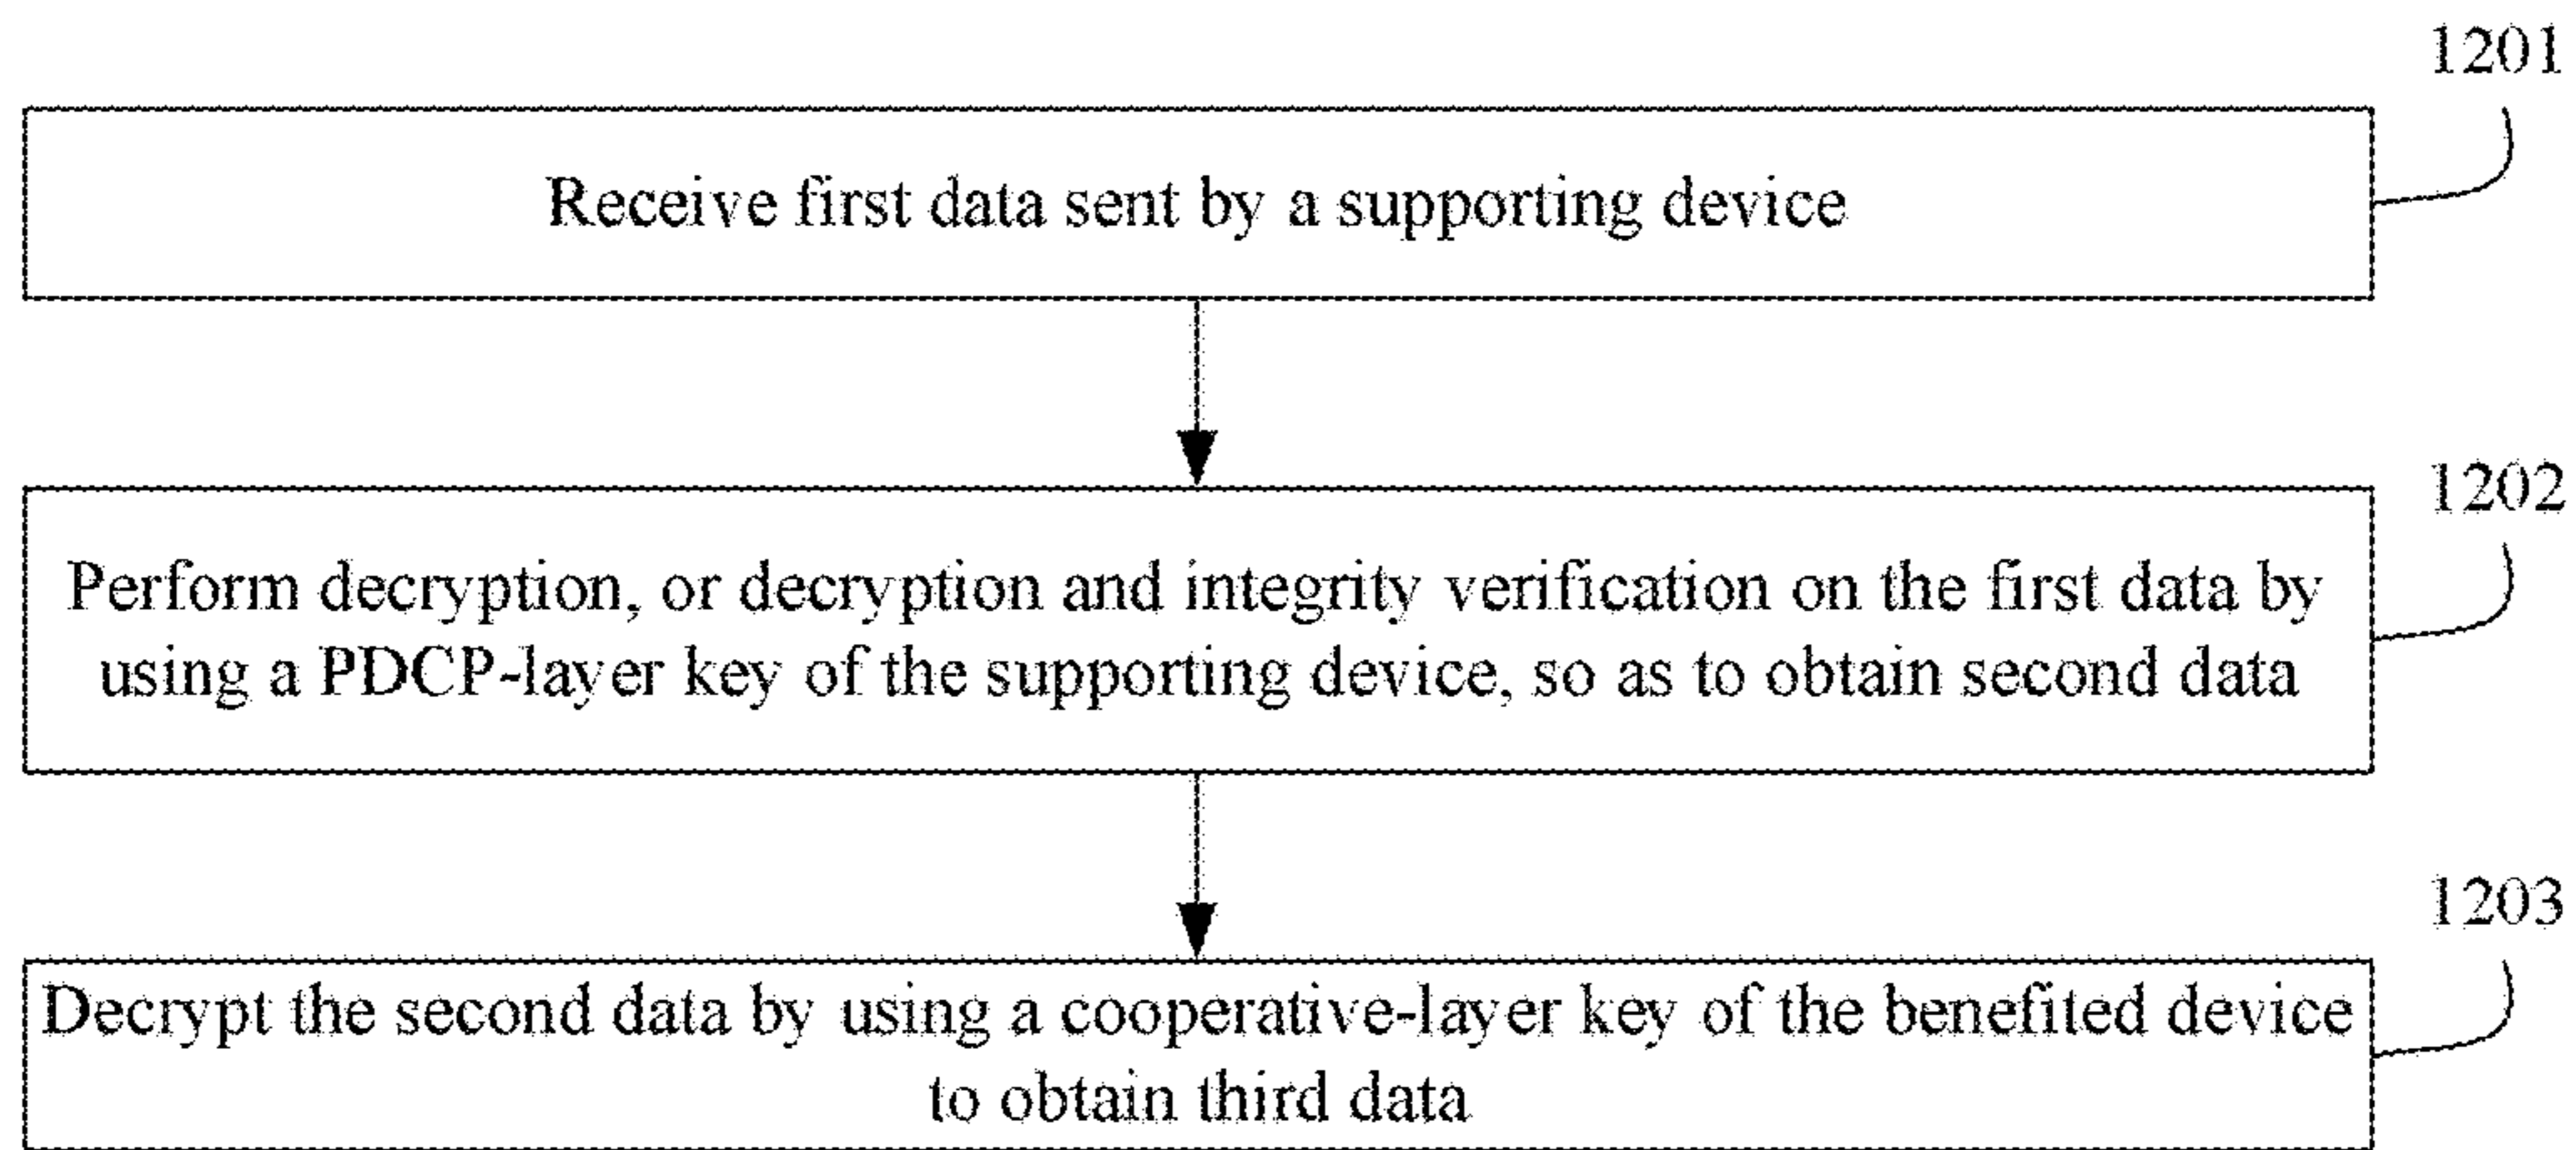 1201
Receive first data sent by a supporting device
1202
Perform decryption, or decryption and integrity verification on the first data by
using a PDCP-layer key of the supporting device, so as to obtain second data
1203
Decrypt the second data by using a cooperative-layer key of the benefited device
to obtain third data